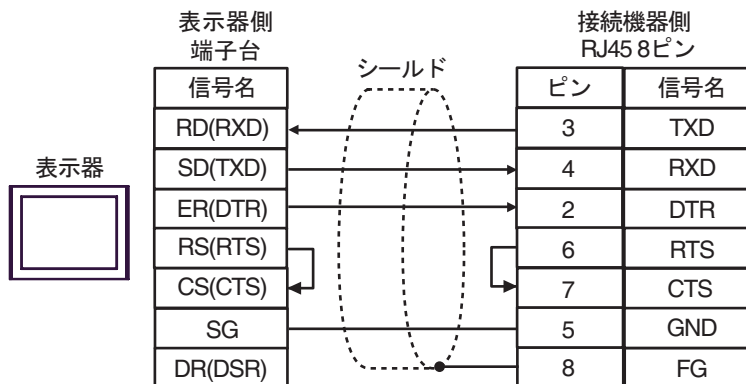 表示器側
端子台
接続機器側
RJ45 8ピン
シールド
信号名
ピン
信号名
RD(RXD)
3
TXD
表示器
SD(TXD)
4
RXD
ER(DTR)
2
DTR
RS(RTS)
6
RTS
CS(CTS)
7
CTS
SG
5
GND
DR(DSR)
8
FG